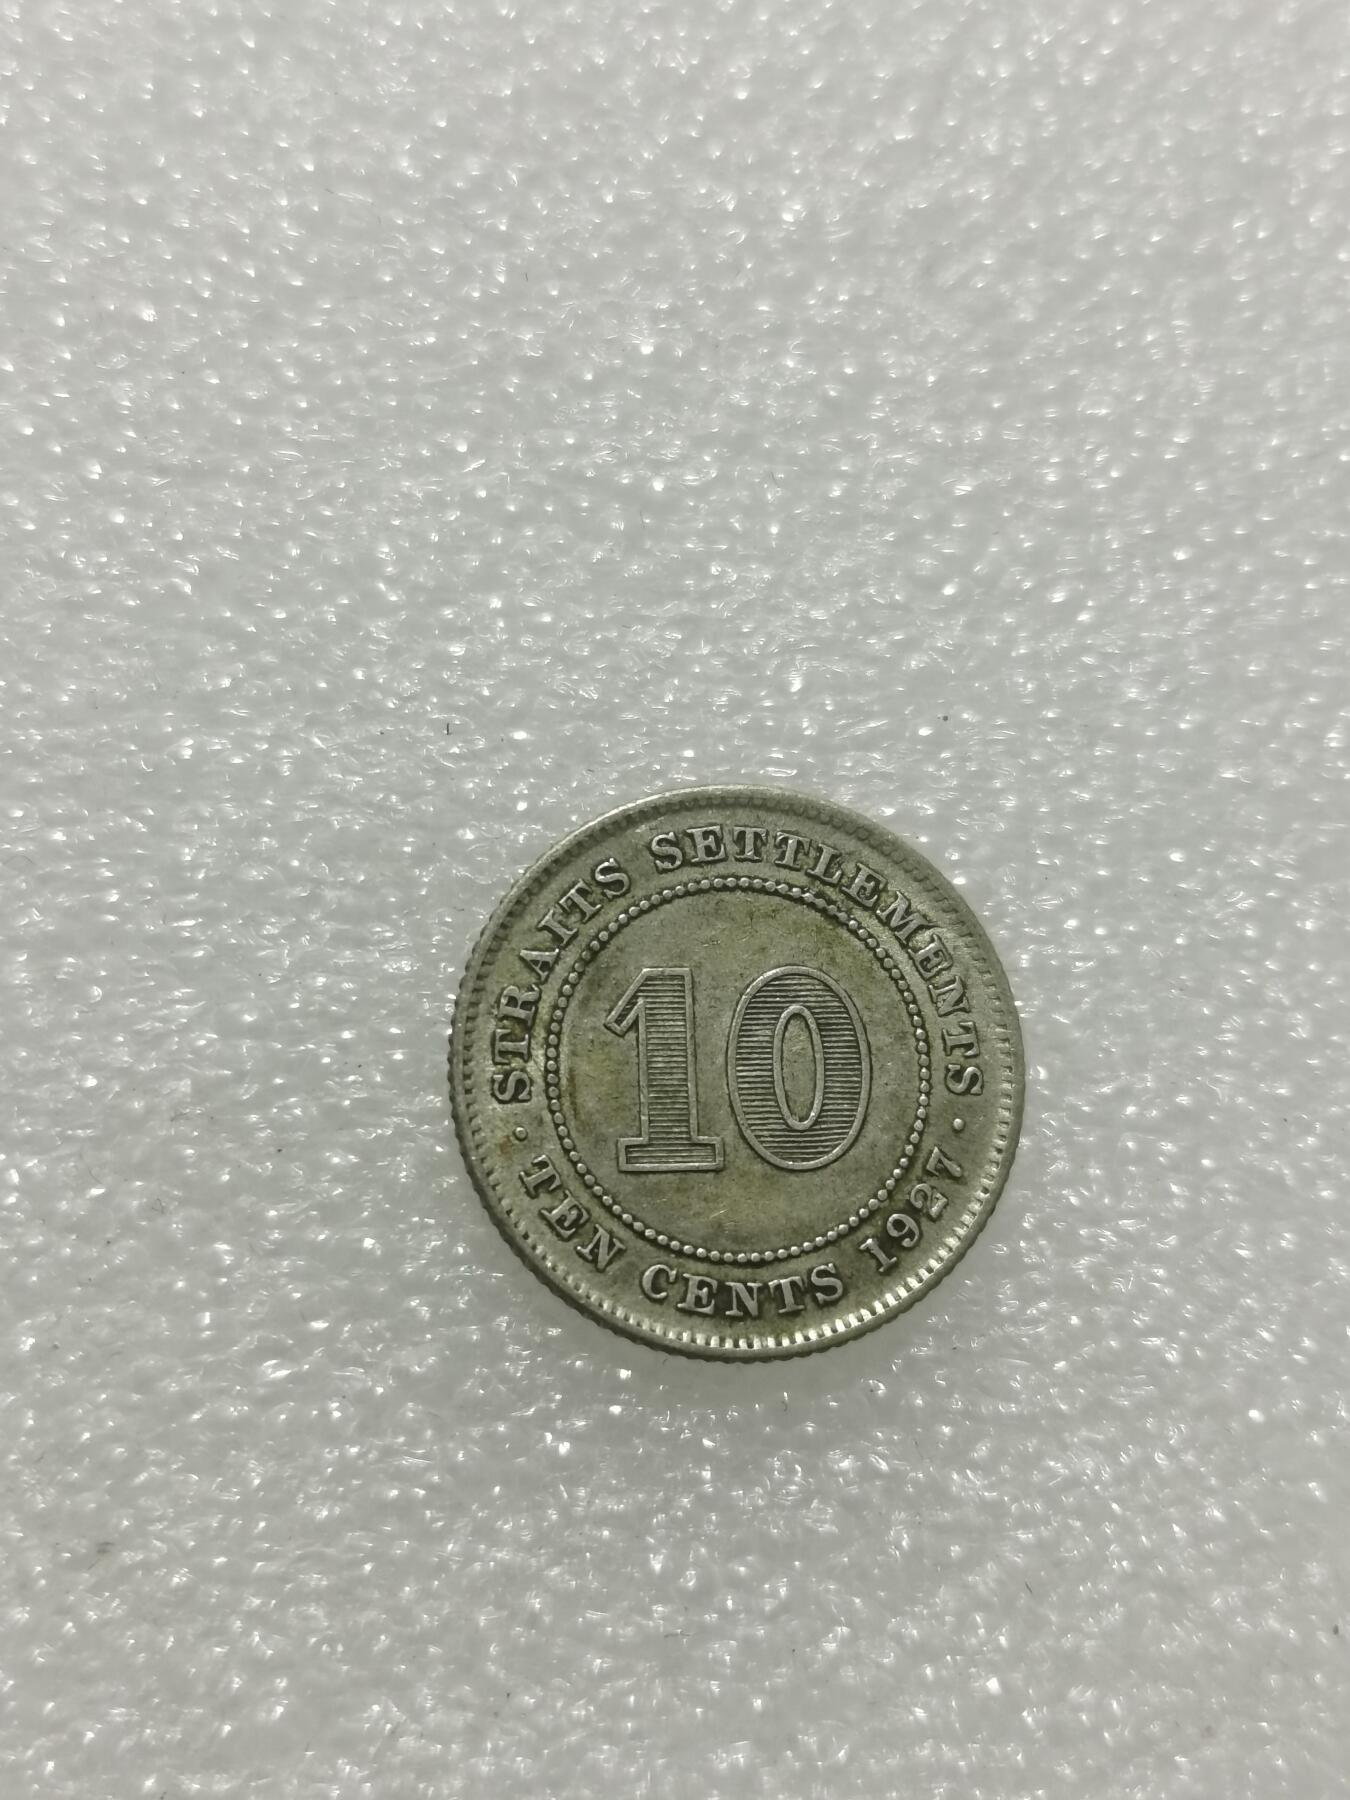 STRAITS SETTLEMENTS
10
· TEN CENTS 1927 ·